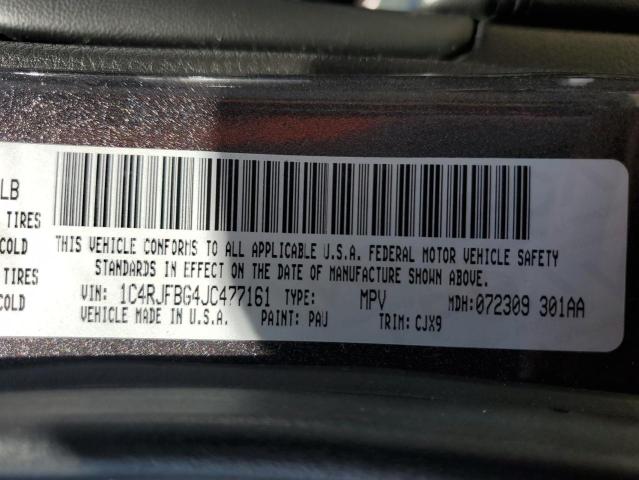 LB
TIRES
COLD
THIS VEHICLE CONFORMS TO ALL APPLICABLE U.S.A. FEDERAL MOTOR VEHICLE SAFETY
STANDARDS IN EFFECT ON THE DATE OF MANUFACTURE SHOWN ABOVE.
TIRES
VIN: 1C4RJFBG4JC477161 TYPE: MPV MDH:072309 301AA
COLD
VEHICLE MADE IN U.S.A. PAINT: PAU TRIM: CJX9